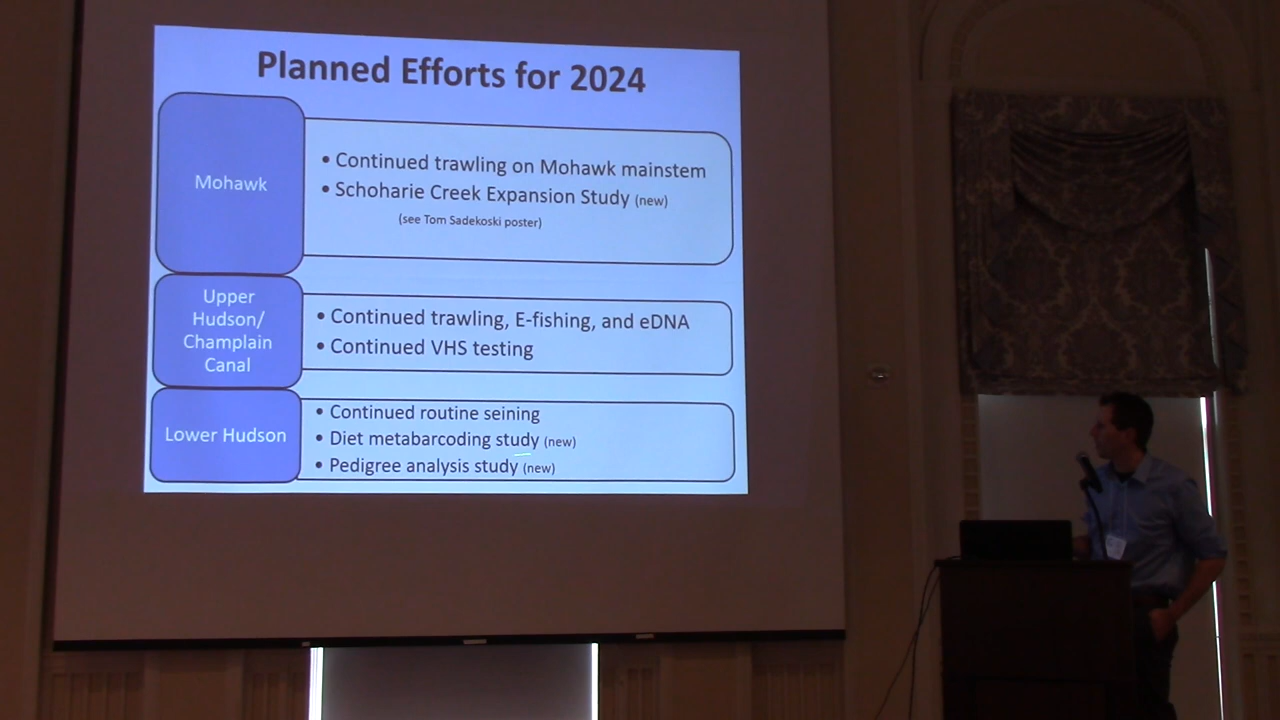 Planned Efforts for 2024
Mohawk
• Continued trawling on Mohawk mainstem
• Schoharie Creek Expansion Study (new)
(see Tom Sadekoski poster)
Upper
Hudson/
Champlain
Canal
• Continued trawling, E-fishing, and eDNA
• Continued VHS testing
Lower Hudson
• Continued routine seining
• Diet metabarcoding study (new)
• Pedigree analysis study (new)